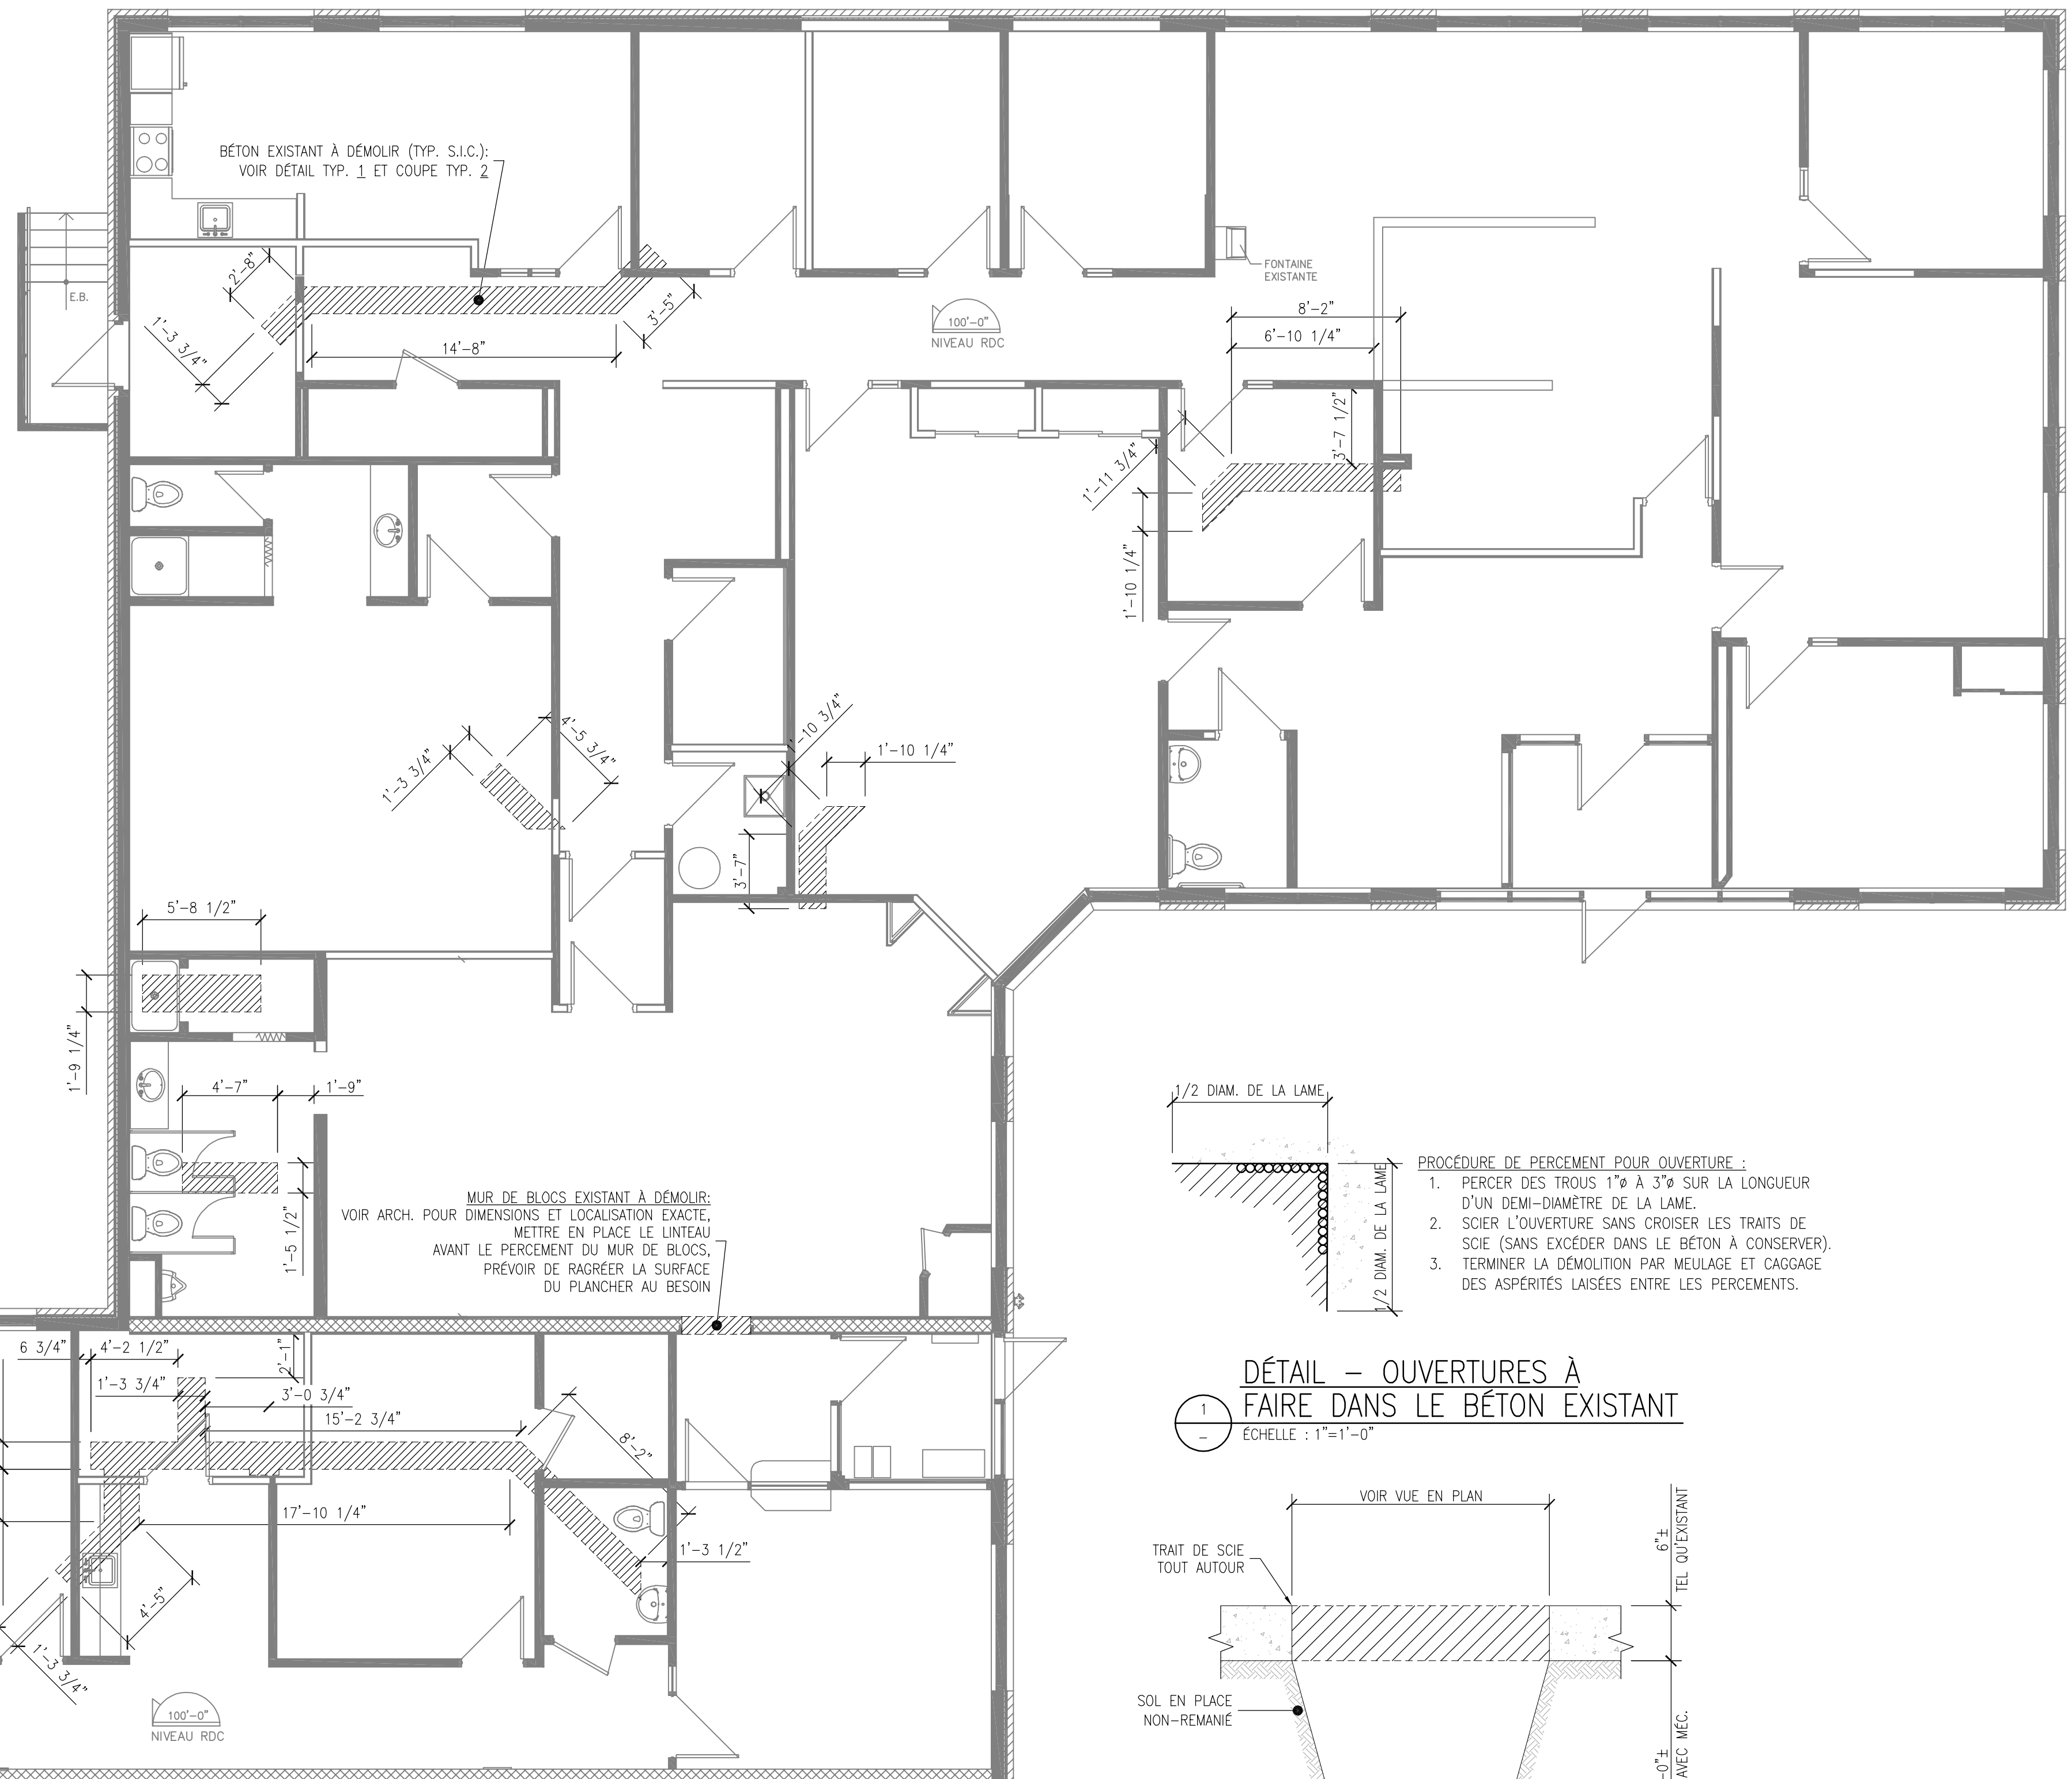 BÉTON EXISTANT À DÉMOLIR (TYP. S.I.C.):
VOIR DÉTAIL TYP. 1 ET COUPE TYP. 2
E.B.
2'-8"
1'-3 3/4"
14'-8"
3'-5"
FONTAINE
EXISTANTE
100'-0"
NIVEAU RDC
8'-2"
6'-10 1/4"
3'-7 1/2"
1'-11 3/4"
1'-10 1/4"
4'-5 3/4"
1'-3 3/4"
1'-10 3/4"
1'-10 1/4"
3'-7"
5'-8 1/2"
1'-9 1/4"
4'-7"
1'-9"
1'-5 1/2"
MUR DE BLOCS EXISTANT À DÉMOLIR:
VOIR ARCH. POUR DIMENSIONS ET LOCALISATION EXACTE,
METTRE EN PLACE LE LINTEAU
AVANT LE PERCEMENT DU MUR DE BLOCS,
PRÉVOIR DE RAGRÉER LA SURFACE
DU PLANCHER AU BESOIN
6 3/4"
4'-2 1/2"
2'-1"
1'-3 3/4"
3'-0 3/4"
15'-2 3/4"
8'-2"
17'-10 1/4"
1'-3 1/2"
4'-5"
1'-3 3/4"
100'-0"
NIVEAU RDC
1/2 DIAM. DE LA LAME
1/2 DIAM. DE LA LAME
PROCÉDURE DE PERCEMENT POUR OUVERTURE :
1. PERCER DES TROUS 1"ø À 3"ø SUR LA LONGUEUR
D'UN DEMI-DIAMÈTRE DE LA LAME.
2. SCIER L'OUVERTURE SANS CROISER LES TRAITS DE
SCIE (SANS EXCÉDER DANS LE BÉTON À CONSERVER).
3. TERMINER LA DÉMOLITION PAR MEULAGE ET CAGGAGE
DES ASPÉRITÉS LAISÉES ENTRE LES PERCEMENTS.
DÉTAIL – OUVERTURES À
FAIRE DANS LE BÉTON EXISTANT
1
–
ÉCHELLE : 1"=1'-0"
VOIR VUE EN PLAN
TRAIT DE SCIE
TOUT AUTOUR
6"±
TEL QU'EXISTANT
SOL EN PLACE
NON-REMANIÉ
-0"±
AVEC MÉC.